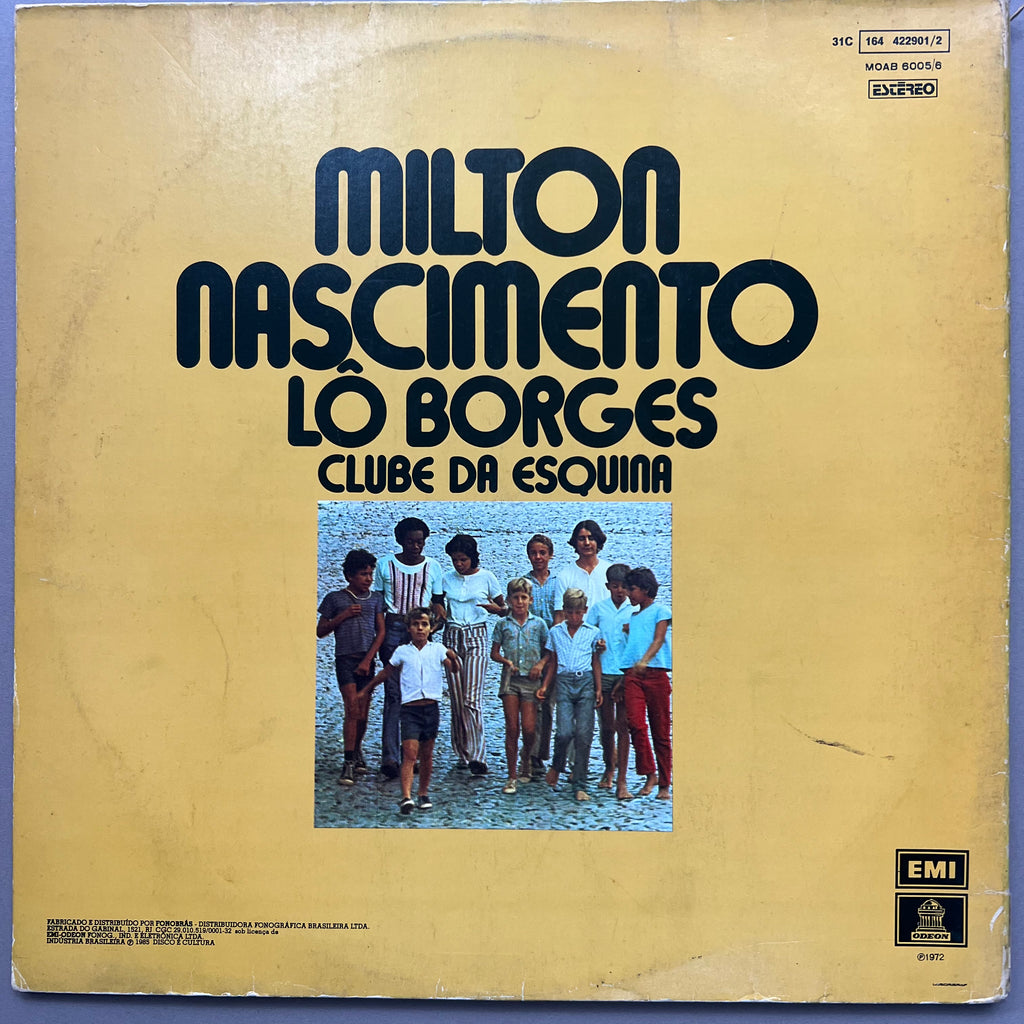 31C 164 422901/2
MOAB 6005/6
ESTÉREO
MILTON
NASCIMENTO
LÔ BORGES
CLUBE DA ESQUINA
EMI
ODEON
℗1972
FABRICADO E DISTRIBUÍDO POR FONOBRÁS - DISTRIBUIDORA FONOGRÁFICA BRASILEIRA LTDA.
ESTRADA DO GABINAL, 1521, RJ CGC 29.010.519/0001-32 sob licença de
EMI-ODEON FONOG., IND. E ELETRÔNICA LTDA.
INDÚSTRIA BRASILEIRA ℗ 1985 DISCO É CULTURA